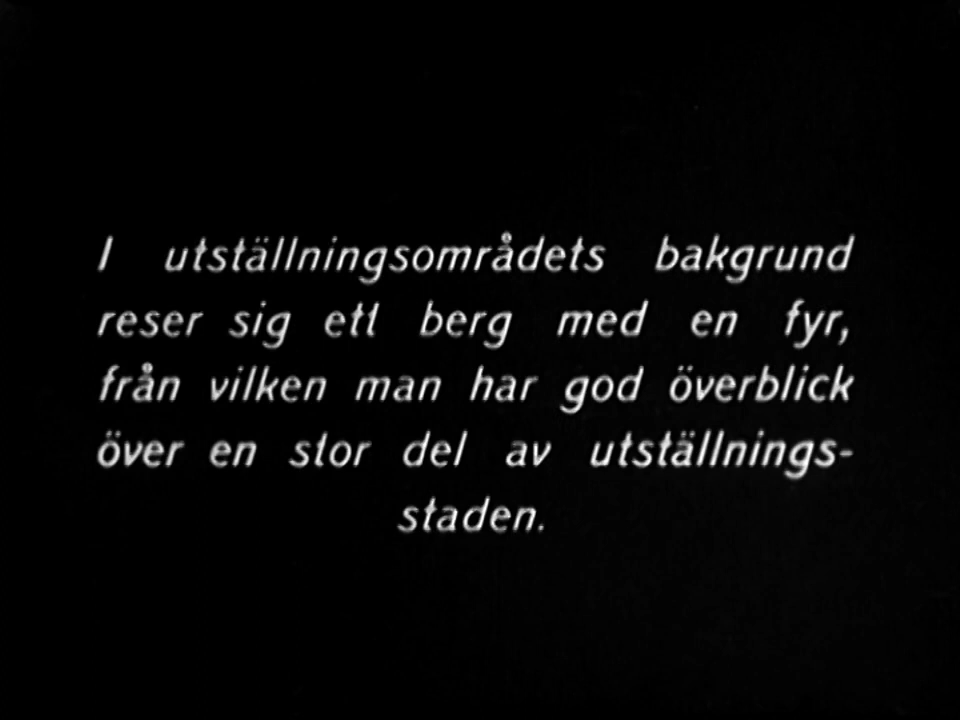 I utställningsområdets bakgrund
reser sig ett berg med en fyr,
från vilken man har god överblick
över en stor del av utställnings-
staden.